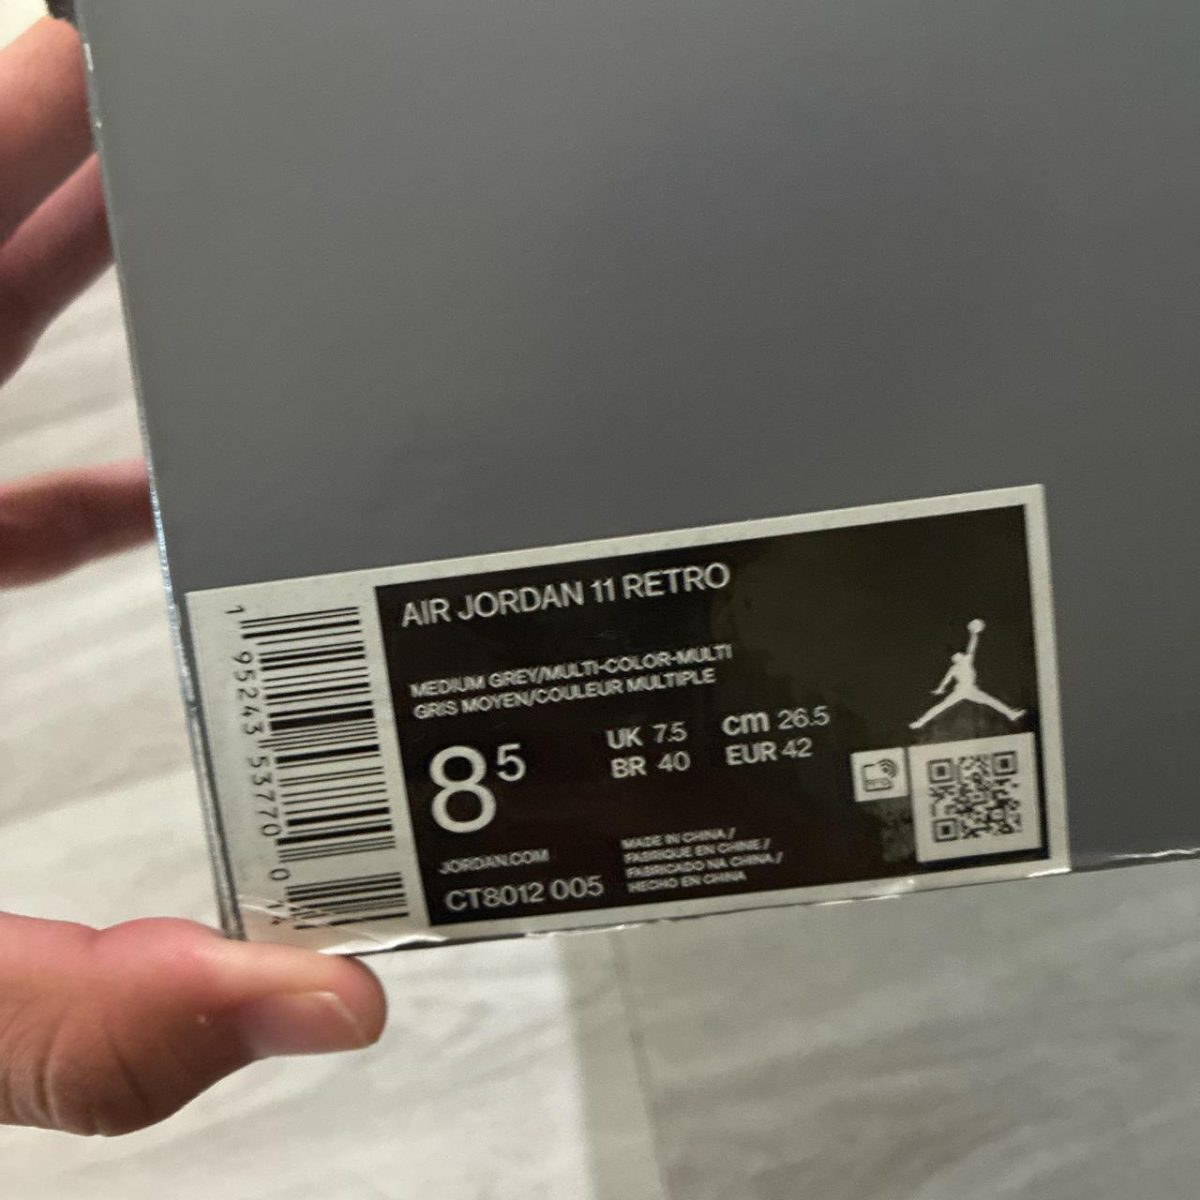 AIR JORDAN 11 RETRO
MEDIUM GREY/MULTI-COLOR-MULTI
GRIS MOYEN/COULEUR MULTIPLE
8 5
UK 7.5
BR 40
cm 26.5
EUR 42
JORDAN.COM
CT8012 005
MADE IN CHINA /
FABRIQUE EN CHINE /
FABRICADO NA CHINA /
HECHO EN CHINA
1 95243 53770 0 14